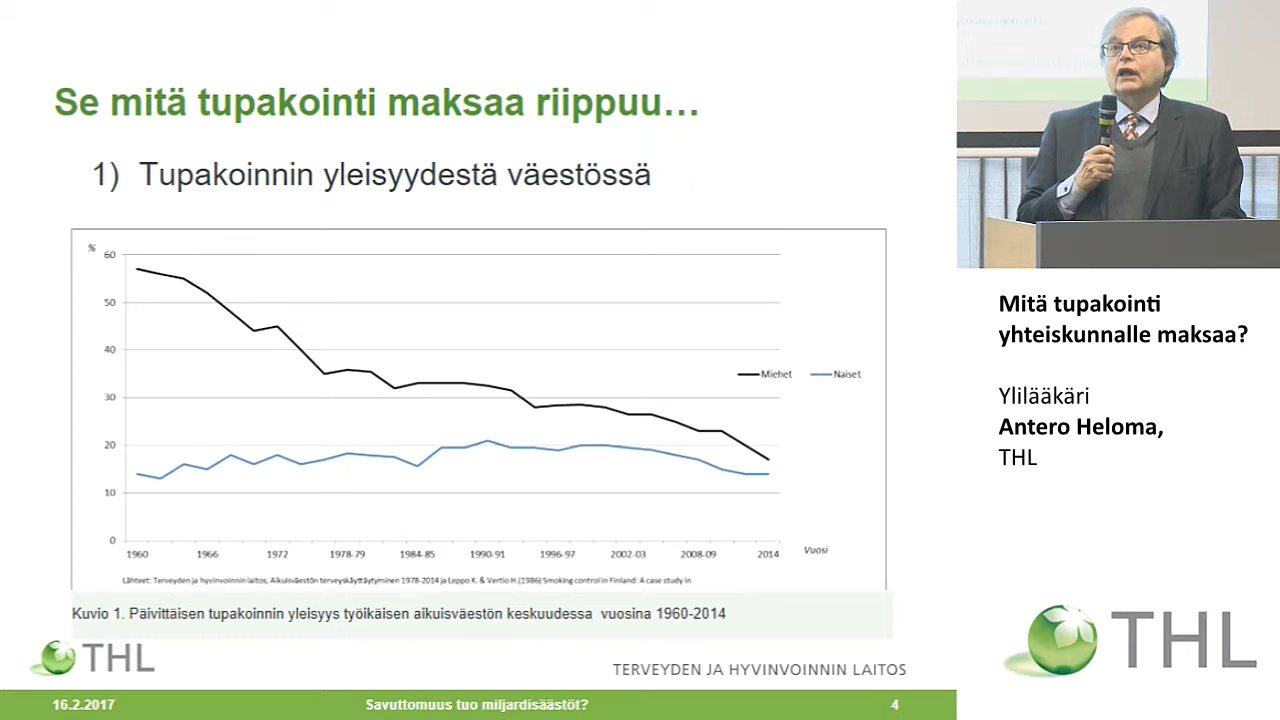 Se mitä tupakointi maksaa riippuu…
1) Tupakoinnin yleisyydestä väestössä
%
60
50
40
30
20
10
0
Miehet
Naiset
1960
1966
1972
1978-79
1984-85
1990-91
1996-97
2002-03
2008-09
2014
Vuosi
Lähteet: Terveyden ja hyvinvoinnin laitos, Aikuisväestön terveyskäyttäytyminen 1978-2014 ja Leppo K. & Vertio H.(1986) Smoking control in Finland: A case study in
Kuvio 1. Päivittäisen tupakoinnin yleisyys työikäisen aikuisväestön keskuudessa vuosina 1960-2014
THL
TERVEYDEN JA HYVINVOINNIN LAITOS
16.2.2017
Savuttomuus tuo miljardisäästöt?
4
Mitä tupakointi
yhteiskunnalle maksaa?
Ylilääkäri
Antero Heloma,
THL
THL